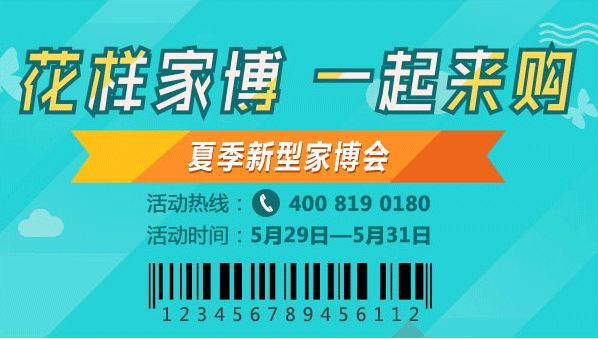 花样家博 一起来购
夏季新型家博会
活动热线：400 819 0180
活动时间：5月29日—5月31日
123456789456112